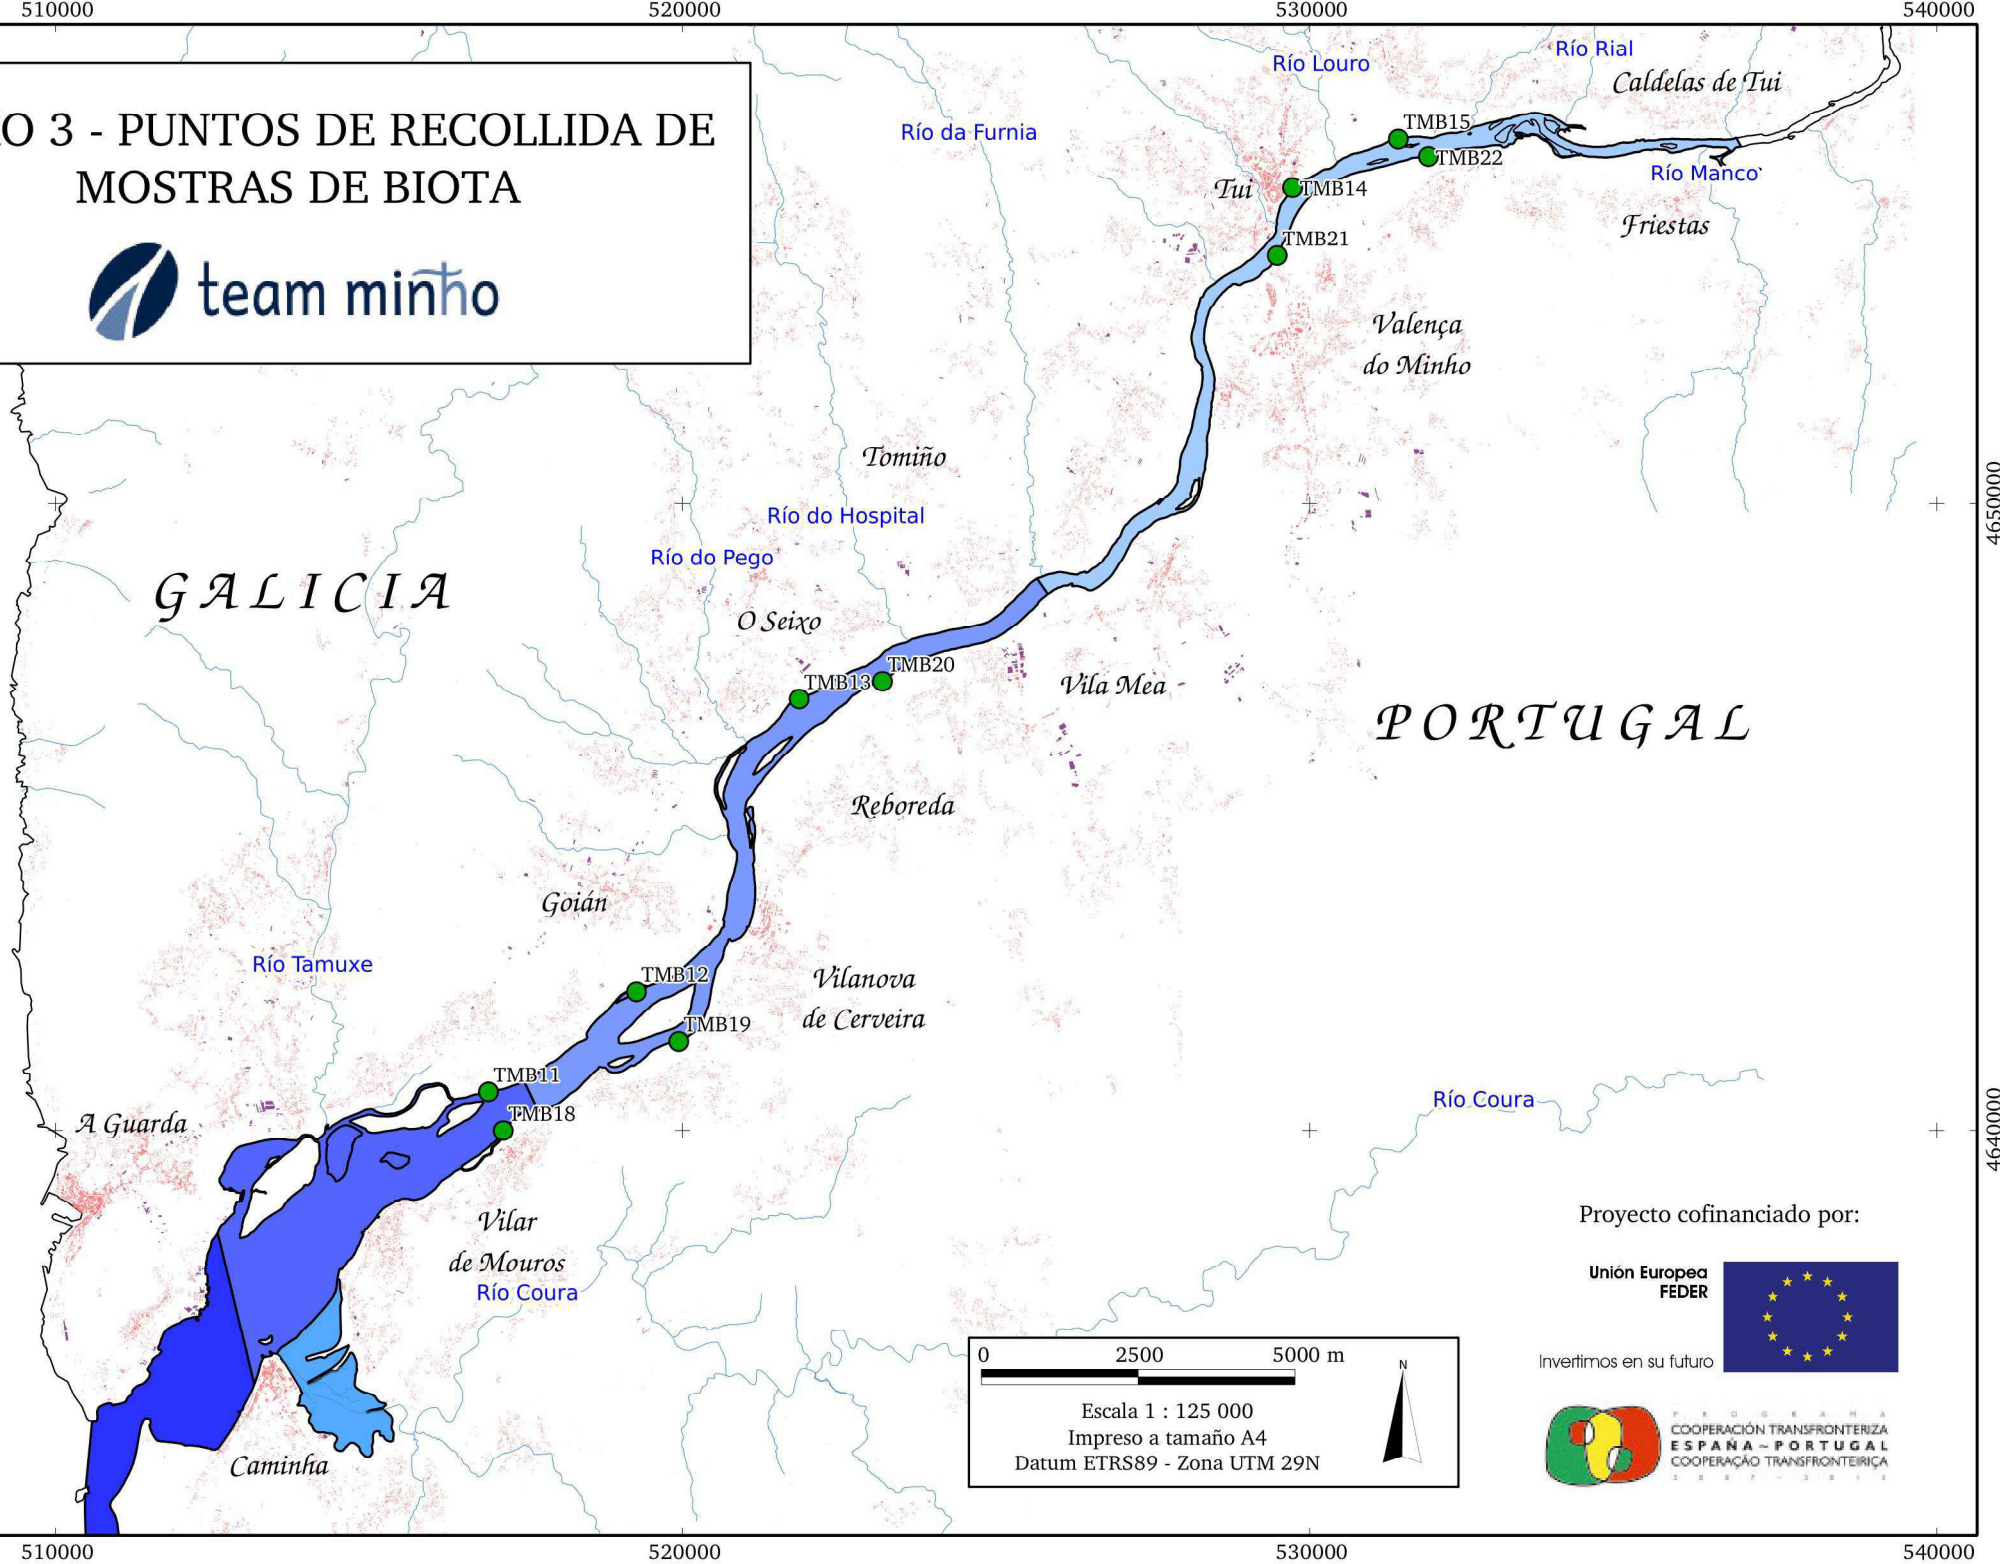 510000
520000
530000
540000
O 3 - PUNTOS DE RECOLLIDA DE
MOSTRAS DE BIOTA
team minho
Río Louro
Río Rial
Caldelas de Tui
Río da Furnia
TMB15
TMB22
Río Manco
Tui
TMB14
Friestas
TMB21
Valença
do Minho
Tomiño
Río do Hospital
4650000
Río do Pego
GALICIA
O Seixo
TMB20
TMB13
Vila Mea
PORTUGAL
Reboreda
Goián
Río Tamuxe
TMB12
Vilanova
de Cerveira
TMB19
TMB11
TMB18
A Guarda
Río Coura
4640000
Vilar
de Mouros
Río Coura
Caminha
0 2500 5000 m
N
Escala 1 : 125 000
Impreso a tamaño A4
Datum ETRS89 - Zona UTM 29N
Proyecto cofinanciado por:
Unión Europea
FEDER
Invertimos en su futuro
PROGRAMA
COOPERACIÓN TRANSFRONTERIZA
ESPAÑA ~ PORTUGAL
COOPERAÇÃO TRANSFRONTEIRIÇA
510000
520000
530000
540000